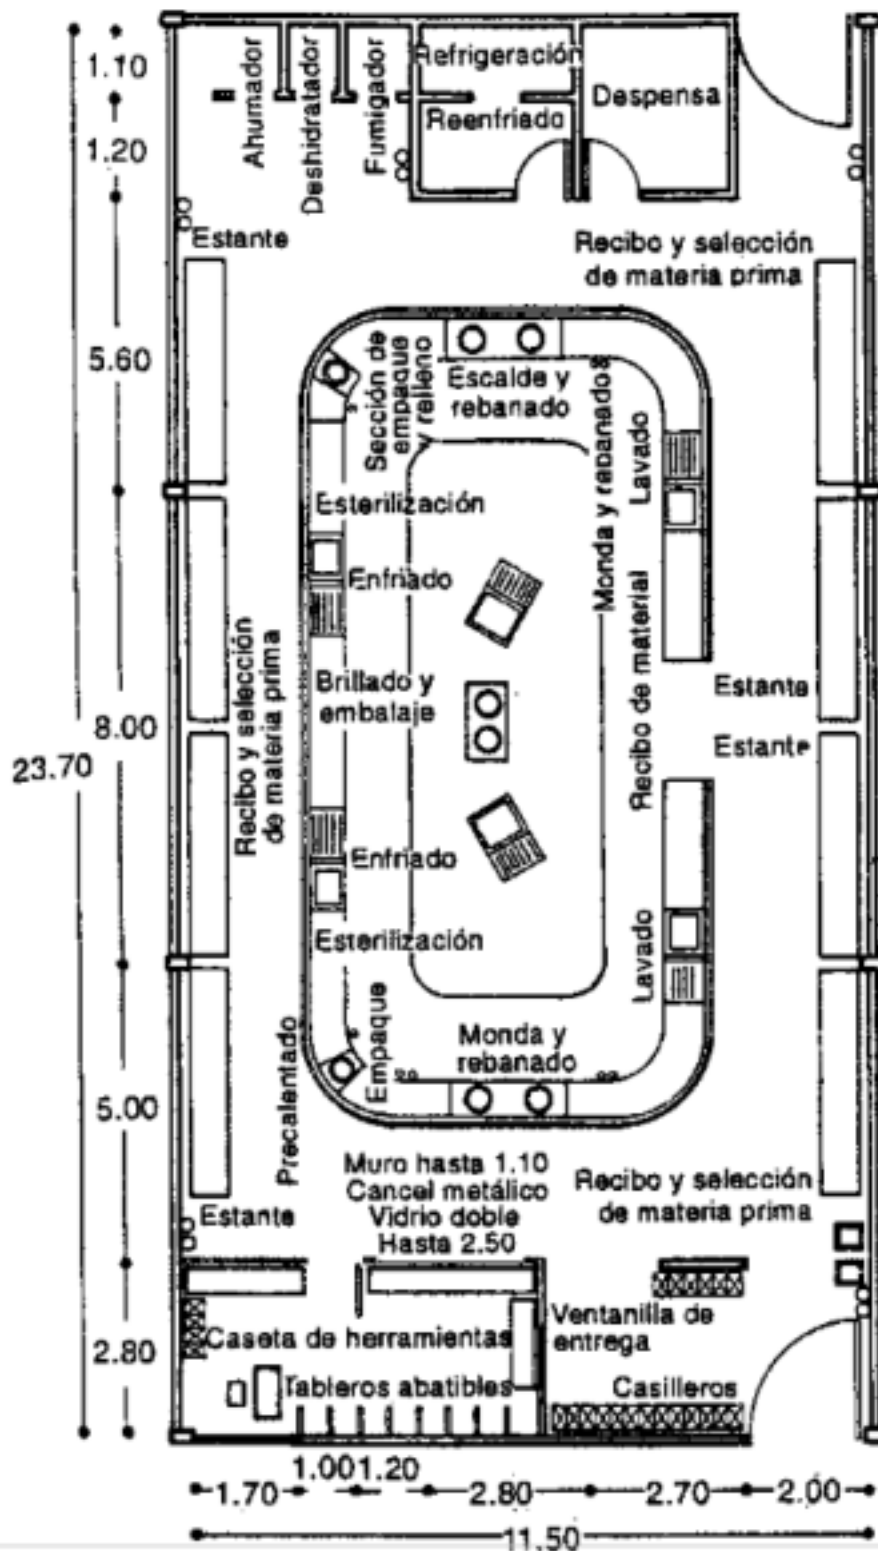 1.10
1.20
5.60
8.00
23.70
5.00
2.80
Ahumador
Deshidratador
Fumigador
Refrigeración
Reenfriado
Despensa
Estante
Recibo y selección
de materia prima
Sección de
empaque
y relleno
Escalde y
rebanado
Monda y rebanados
Lavado
Esterilización
Enfriado
Recibo y selección
de materia prima
Brillado y
embalaje
Recibo de material
Estante
Estante
Enfriado
Esterilización
Lavado
Precalentado
Empaque
Monda y
rebanado
Muro hasta 1.10
Cancel metálico
Vidrio doble
Hasta 2.50
Recibo y selección
de materia prima
Estante
Caseta de herramientas
Ventanilla de
entrega
Tableros abatibles
Casilleros
1.70
1.00
1.20
2.80
2.70
2.00
11.50